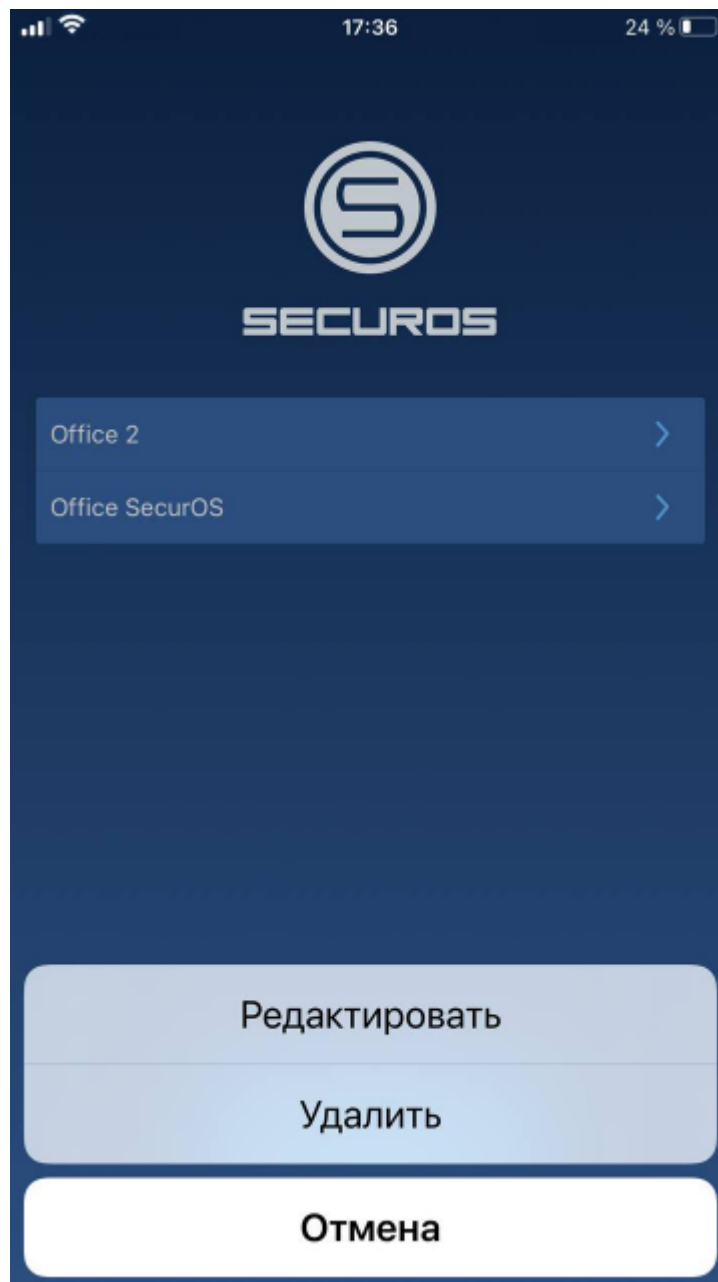 17:36
24 %
SECUROS
Office 2
Office SecurOS
Редактировать
Удалить
Отмена